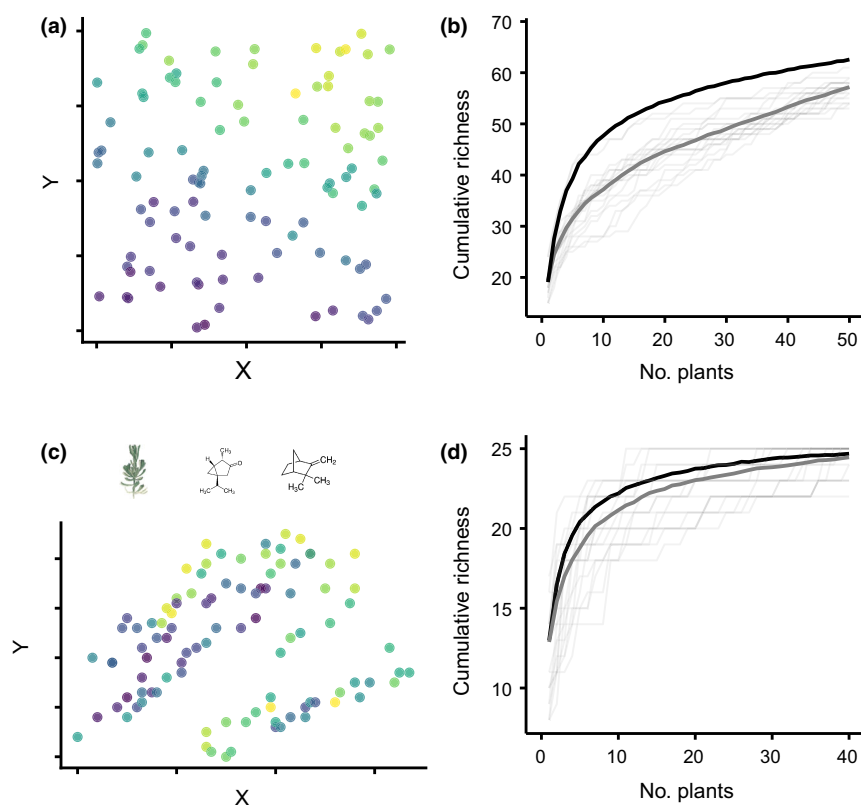 (a)
Y
X
(b)
70
60
50
40
30
20
Cumulative richness
0 10 20 30 40 50
No. plants
(c)
H CH₃ O
H₃C CH₃
CH₂
H₃C CH₃
Y
X
(d)
25
20
15
10
Cumulative richness
0 10 20 30 40
No. plants